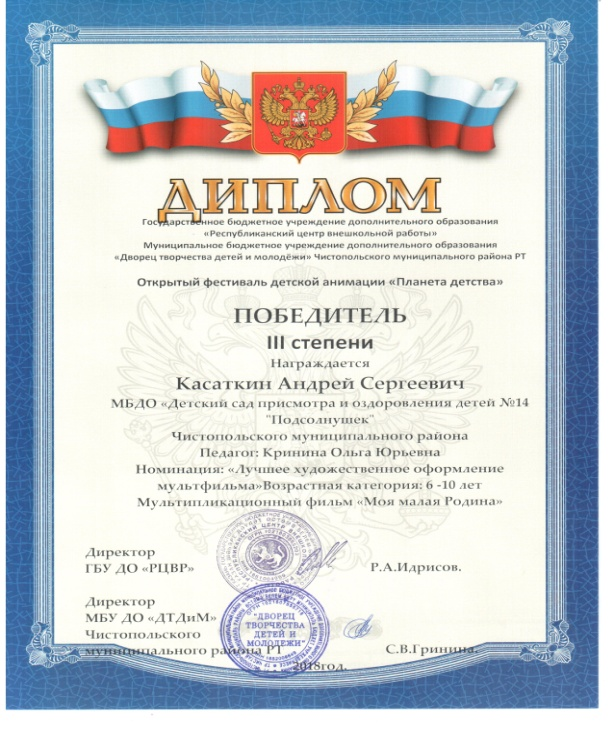 ДИПЛОМ
Государственное бюджетное учреждение дополнительного образования
«Республиканский центр внешкольной работы»
Муниципальное бюджетное учреждение дополнительного образования
«Дворец творчества детей и молодёжи» Чистопольского муниципального района РТ
Открытый фестиваль детской анимации «Планета детства»
ПОБЕДИТЕЛЬ
III степени
Награждается
Касаткин Андрей Сергеевич
МБДО «Детский сад присмотра и оздоровления детей №14
"Подсолнушек"
Чистопольского муниципального района
Педагог: Кринина Ольга Юрьевна
Номинация: «Лучшее художественное оформление
мультфильма»Возрастная категория: 6 -10 лет
Мультипликационный фильм «Моя малая Родина»
Директор
ГБУ ДО «РЦВР»
Р.А.Идрисов.
Директор
МБУ ДО «ДТДиМ»
Чистопольского
муниципального района РТ
С.В.Гринина.
"ДВОРЕЦ
ТВОРЧЕСТВА
ДЕТЕЙ И
МОЛОДЕЖИ"
2018год.